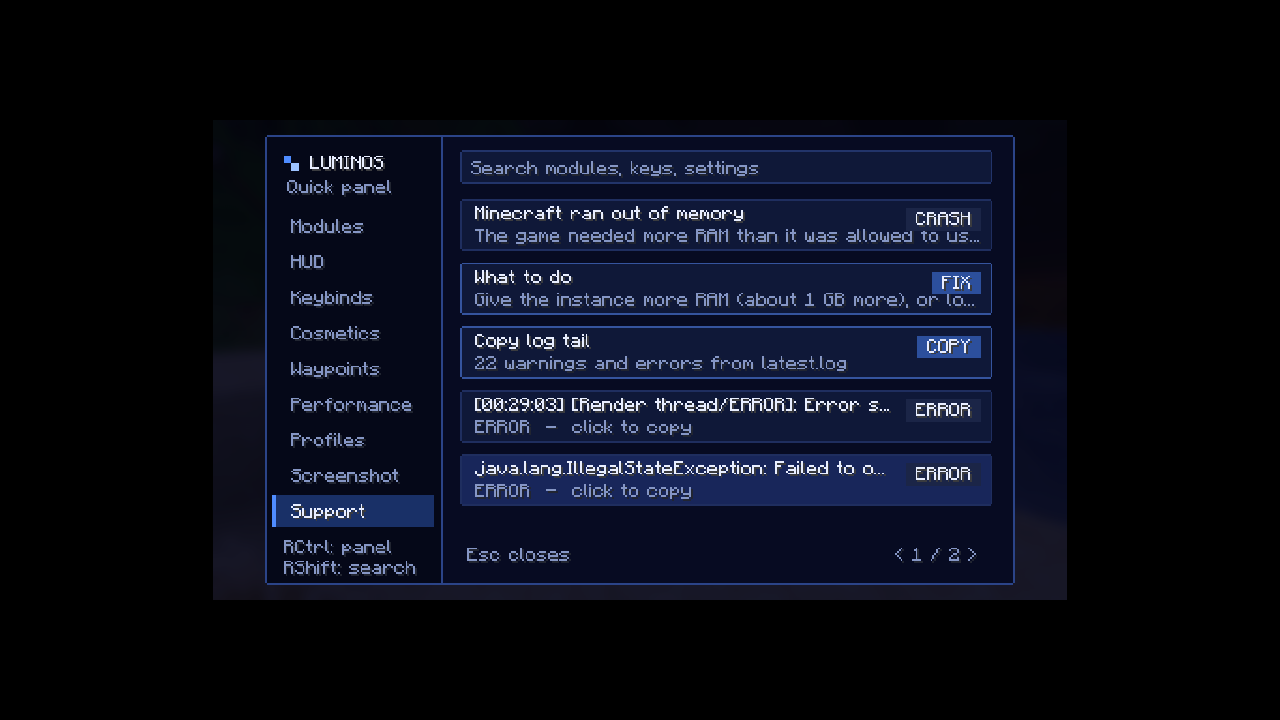 LUMINOS
Quick panel
Modules
HUD
Keybinds
Cosmetics
Waypoints
Performance
Profiles
Screenshot
Support
RCtrl: panel
RShift: search
Search modules, keys, settings
Minecraft ran out of memory
CRASH
The game needed more RAM than it was allowed to us...
What to do
FIX
Give the instance more RAM (about 1 GB more), or lo...
Copy log tail
COPY
22 warnings and errors from latest.log
[00:29:03] [Render thread/ERROR]: Error s...
ERROR
ERROR – click to copy
java.lang.IllegalStateException: Failed to o...
ERROR
ERROR – click to copy
Esc closes
< 1 / 2 >